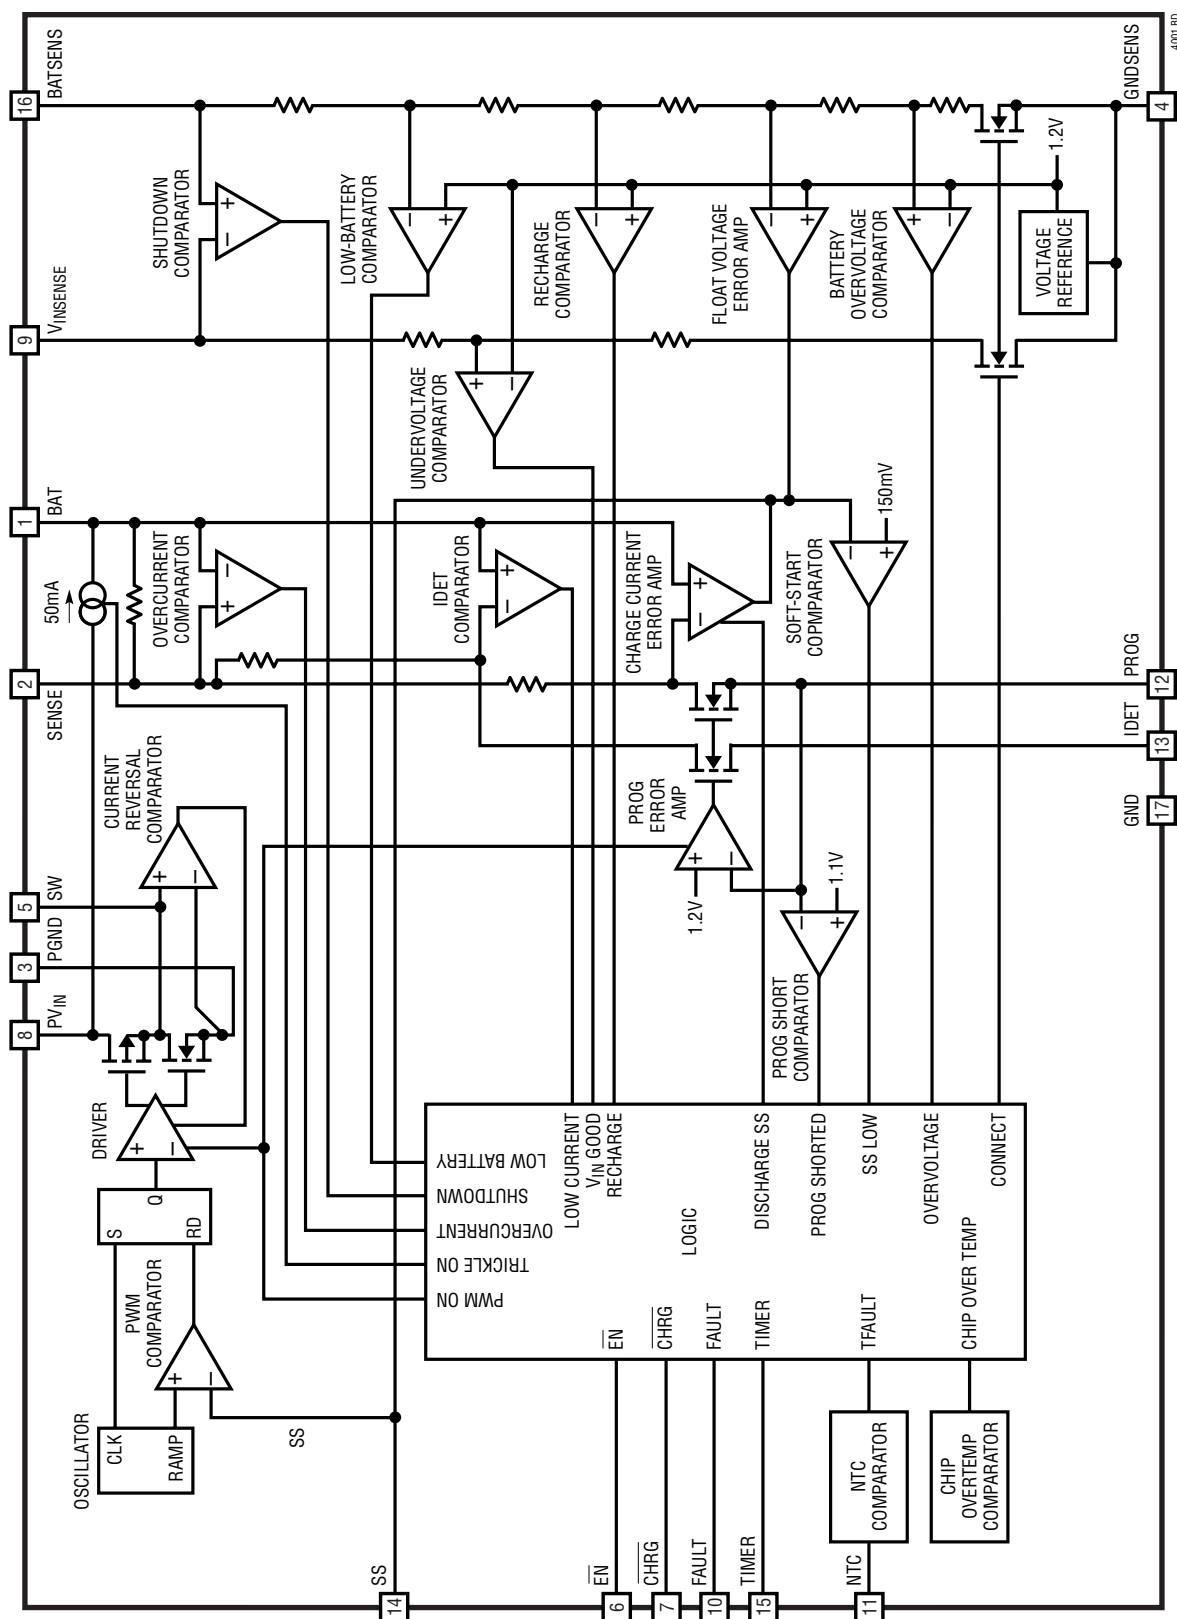 8
PVIN
3
PGND
5
SW
2
SENSE
1
BAT
9
VINSENSE
16
BATSENS
50mA
OSCILLATOR
CLK
RAMP
PWM
COMPARATOR
+
–
SS
S
Q
RD
DRIVER
+
–
CURRENT
REVERSAL
COMPARATOR
+
–
OVERCURRENT
COMPARATOR
+
–
SHUTDOWN
COMPARATOR
–
+
LOW-BATTERY
COMPARATOR
+
–
UNDERVOLTAGE
COMPARATOR
+
–
IDET
COMPARATOR
–
+
RECHARGE
COMPARATOR
+
–
CHARGE CURRENT
ERROR AMP
–
+
FLOAT VOLTAGE
ERROR AMP
+
–
SOFT-START
COPMPARATOR
+
–
150mV
BATTERY
OVERVOLTAGE
COMPARATOR
–
+
VOLTAGE
REFERENCE
1.2V
PROG
ERROR
AMP
+
–
1.2V
PROG SHORT
COMPARATOR
–
+
1.1V
PWM ON
TRICKLE ON
OVERCURRENT
SHUTDOWN
LOW BATTERY
LOW CURRENT
VIN GOOD
RECHARGE
LOGIC
DISCHARGE SS
PROG SHORTED
SS LOW
OVERVOLTAGE
CONNECT
EN
CHRG
FAULT
TIMER
TFAULT
CHIP OVER TEMP
NTC
COMPARATOR
CHIP
OVERTEMP
COMPARATOR
14
SS
6
EN
7
CHRG
10
FAULT
15
TIMER
11
NTC
GND
17
IDET
13
PROG
12
GNDSENS
4
4001 BD